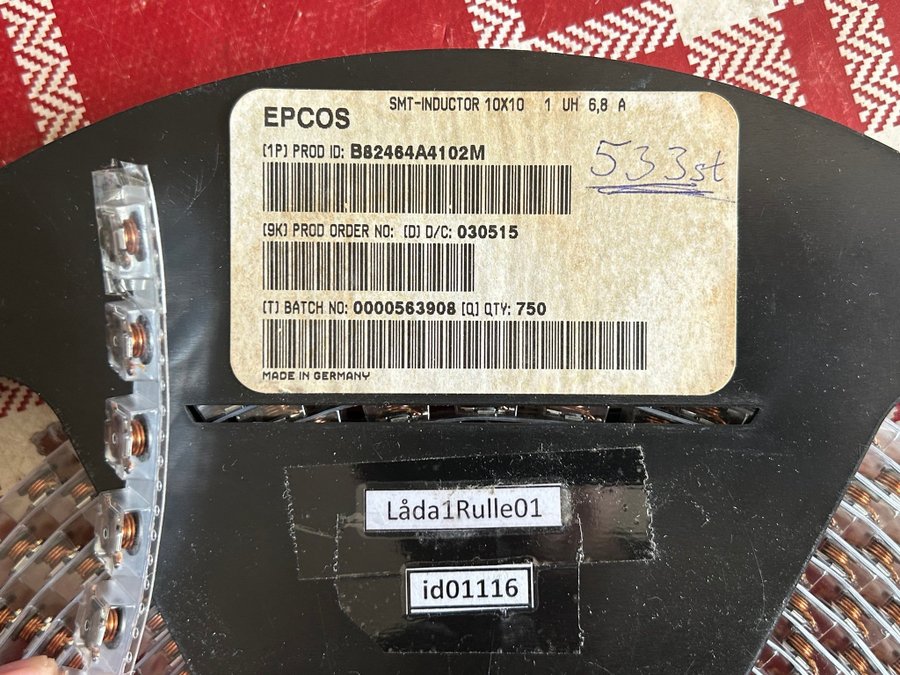 SMT-INDUCTOR 10X10 1 UH 6,8 A
EPCOS
[1P] PROD ID: B82464A4102M
533st
[9K] PROD ORDER NO: [D] D/C: 030515
[T] BATCH NO: 0000563908 [Q] QTY: 750
MADE IN GERMANY
Låda1Rulle01
id01116